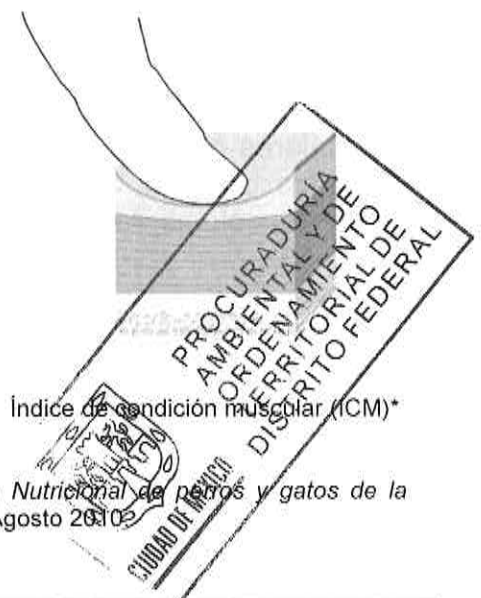 PROCURADURÍA
AMBIENTAL Y DE
ORDENAMIENTO
TERRITORIAL DE
DISTRITO FEDERAL
CIUDAD DE MÉXICO
Índice de condición muscular (ICM)*
Nutricional de perros y gatos de la
Agosto 2010